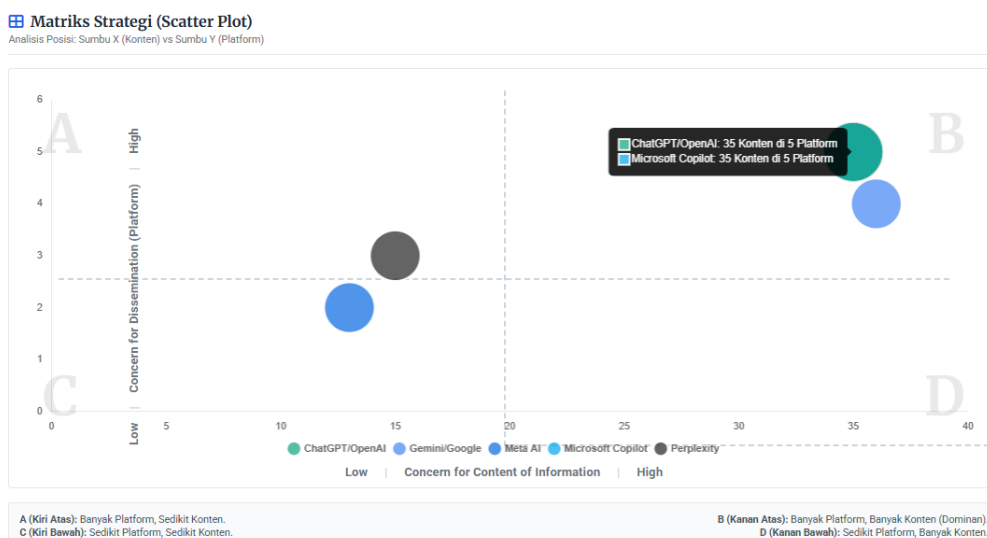 Matriks Strategi (Scatter Plot)
Analisis Posisi: Sumbu X (Konten) vs Sumbu Y (Platform)
A
B
C
D
6
5
4
3
2
1
0
Low — Concern for Dissemination (Platform) — High
ChatGPT/OpenAI: 35 Konten di 5 Platform
Microsoft Copilot: 35 Konten di 5 Platform
0 5 10 15 20 25 30 35 40
ChatGPT/OpenAI Gemini/Google Meta AI Microsoft Copilot Perplexity
Low | Concern for Content of Information | High
A (Kiri Atas): Banyak Platform, Sedikit Konten.
B (Kanan Atas): Banyak Platform, Banyak Konten (Dominan).
C (Kiri Bawah): Sedikit Platform, Sedikit Konten.
D (Kanan Bawah): Sedikit Platform, Banyak Konten.